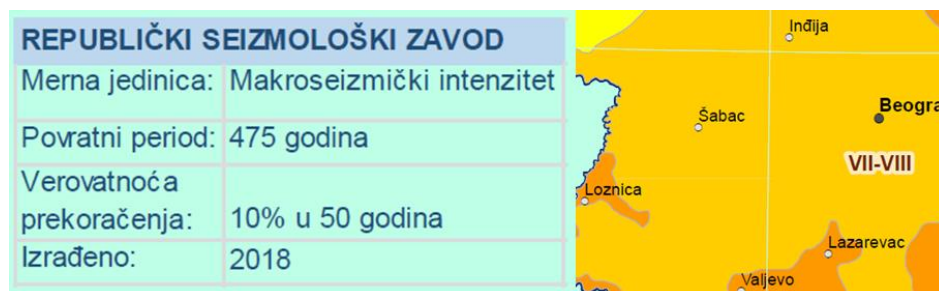 REPUBLIČKI SEIZMOLOŠKI ZAVOD
Merna jedinica: Makroseizmički intenzitet
Povratni period: 475 godina
Verovatnoća
prekoračenja: 10% u 50 godina
Izrađeno: 2018
Inđija
Šabac
Beogra
VII-VIII
Loznica
Lazarevac
Valjevo